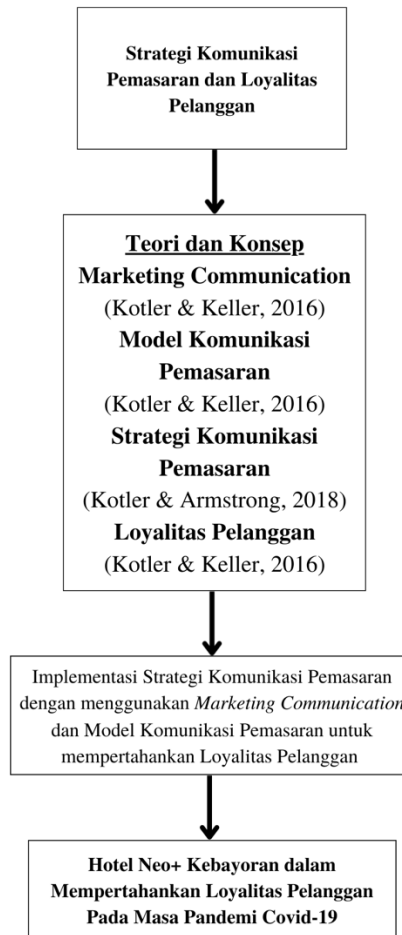 Strategi Komunikasi
Pemasaran dan Loyalitas
Pelanggan
Teori dan Konsep
Marketing Communication
(Kotler & Keller, 2016)
Model Komunikasi
Pemasaran
(Kotler & Keller, 2016)
Strategi Komunikasi
Pemasaran
(Kotler & Armstrong, 2018)
Loyalitas Pelanggan
(Kotler & Keller, 2016)
Implementasi Strategi Komunikasi Pemasaran
dengan menggunakan Marketing Communication
dan Model Komunikasi Pemasaran untuk
mempertahankan Loyalitas Pelanggan
Hotel Neo+ Kebayoran dalam
Mempertahankan Loyalitas Pelanggan
Pada Masa Pandemi Covid-19